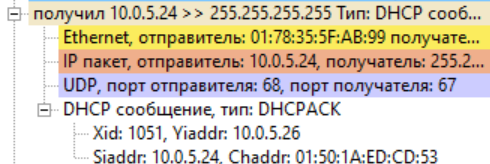 получил 10.0.5.24 >> 255.255.255.255 Тип: DHCP сооб...
Ethernet, отправитель: 01:78:35:5F:AB:99 получате...
IP пакет, отправитель: 10.0.5.24, получатель: 255.2...
UDP, порт отправителя: 68, порт получателя: 67
DHCP сообщение, тип: DHCPACK
Xid: 1051, Yiaddr: 10.0.5.26
Siaddr: 10.0.5.24, Chaddr: 01:50:1A:ED:CD:53